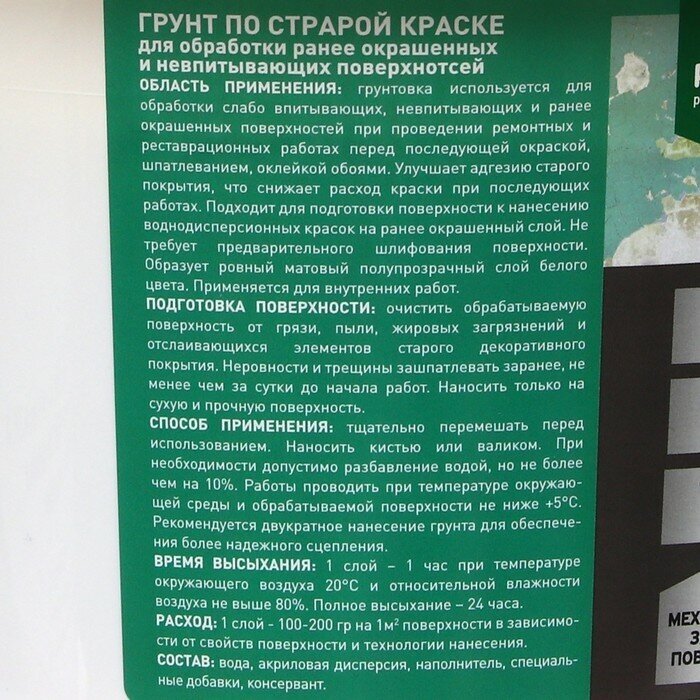 ГРУНТ ПО СТРАРОЙ КРАСКЕ
для обработки ранее окрашенных
и невпитывающих поверхнотсей
ОБЛАСТЬ ПРИМЕНЕНИЯ: грунтовка используется для
обработки слабо впитывающих, невпитывающих и ранее
окрашенных поверхностей при проведении ремонтных и
реставрационных работах перед последующей окраской,
шпатлеванием, оклейкой обоями. Улучшает адгезию старого
покрытия, что снижает расход краски при последующих
работах. Подходит для подготовки поверхности к нанесению
воднодисперсионных красок на ранее окрашенный слой. Не
требует предварительного шлифования поверхности.
Образует ровный матовый полупрозрачный слой белого
цвета. Применяется для внутренних работ.
ПОДГОТОВКА ПОВЕРХНОСТИ: очистить обрабатываемую
поверхность от грязи, пыли, жировых загрязнений и
отслаивающихся элементов старого декоративного
покрытия. Неровности и трещины зашпатлевать заранее, не
менее чем за сутки до начала работ. Наносить только на
сухую и прочную поверхность.
СПОСОБ ПРИМЕНЕНИЯ: тщательно перемешать перед
использованием. Наносить кистью или валиком. При
необходимости допустимо разбавление водой, но не более
чем на 10%. Работы проводить при температуре окружаю-
щей среды и обрабатываемой поверхности не ниже +5°С.
Рекомендуется двукратное нанесение грунта для обеспече-
ния более надежного сцепления.
ВРЕМЯ ВЫСЫХАНИЯ: 1 слой – 1 час при температуре
окружающего воздуха 20°С и относительной влажности
воздуха не выше 80%. Полное высыхание – 24 часа.
РАСХОД: 1 слой - 100-200 гр на 1м² поверхности в зависимо-
сти от свойств поверхности и технологии нанесения.
СОСТАВ: вода, акриловая дисперсия, наполнитель, специаль-
ные добавки, консервант.
МЕХ
З
ПОВ